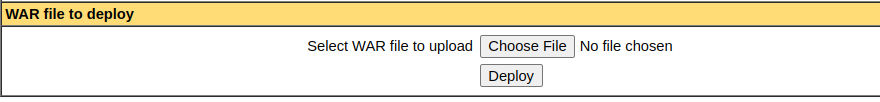 WAR file to deploy
Select WAR file to upload Choose File No file chosen
Deploy